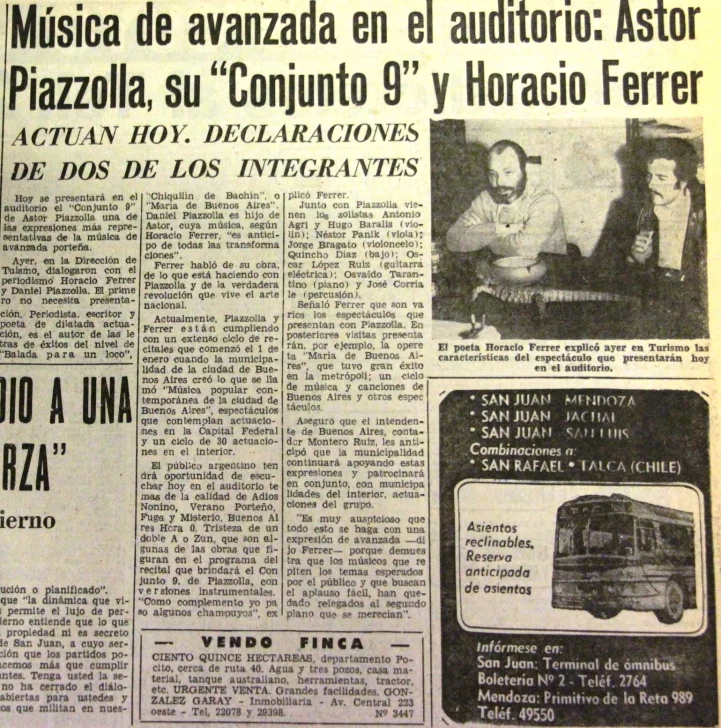 Música de avanzada en el auditorio: Astor
Piazzolla, su "Conjunto 9" y Horacio Ferrer
ACTUAN HOY. DECLARACIONES
DE DOS DE LOS INTEGRANTES
Hoy se presentará en el
auditorio el "Conjunto 9"
de Astor Piazzolla una de
las expresiones más repre-
sentativas de la música de
avanzada porteña.
Ayer, en la Dirección de
Tuismo, dialogaron con el
periodismo Horacio Ferrer
y Daniel Piazzolla. El prime
ro no necesita presenta-
ción, Periodista, escritor y
poeta de dilatada actua-
ción, es el autor de las le
tras de éxitos del nivel de
"Balada para un loco",
"Chiquilín de Bachín", o
"María de Buenos Aires".
Daniel Piazzolla es hijo de
Astor, cuya música, según
Horacio Ferrer, "es antici
po de todas las transforma
ciones".
Ferrer habló de su obra,
de lo que está haciendo con
Piazzolla y de la verdadera
revolución que vive el arte
nacional.
Actualmente, Piazzolla y
Ferrer están cumpliendo
con un extenso ciclo de re-
citales que comenzó el 1 de
enero cuando la municipa-
lidad de la ciudad de Bue-
nos Aires creó lo que se lla
mó "Música popular con-
temporánea de la ciudad de
Buenos Aires", espectáculos
que contemplan actuacio-
nes en la Capital Federal
y un ciclo de 30 actuaciones
en el interior.
El público argentino ten
drá oportunidad de escu-
char hoy en el auditorio te
mas de la calidad de Adios
Nonino, Verano Porteño,
Fuga y Misterio, Buenos Ai
res Hora 0, Tristeza de un
doble A o Zun, que son al-
gunas de las obras que fi-
guran en el programa del
recital que brindará el Con
junto 9, de Piazzolla, con
versiones instrumentales.
"Como complemento yo pa
so algunos champuyos", ex
plicó Ferrer.
Junto con Piazzolla vie-
nen los solistas Antonio
Agri y Hugo Baralis (vio-
lín); Néstor Panik (viola);
Jorge Bragato (violoncelo);
Quincho Díaz (bajo); Os-
car López Ruiz (guitarra
eléctrica); Osvaldo Taran-
tino (piano) y José Corria
le (percusión).
Señaló Ferrer que son va
rios los espectáculos que
presentan con Piazzolla. En
posteriores visitas presenta
rán, por ejemplo, la opere
ta "María de Buenos Ai-
res", que tuvo gran éxito
en la metrópoli; un ciclo
de música y canciones de
Buenos Aires y otros espec
táculos.
Aseguró que el intenden-
te de Buenos Aires, conta-
dor Montero Ruiz, les anti-
cipó que la municipalidad
continuará apoyando estas
expresiones y patrocinará
en conjunto, con municipa-
lidades del interior, actua-
ciones del grupo.
"Es muy auspicioso que
todo esto se haga con una
expresión de avanzada —di
jo Ferrer— porque demues
tra que los músicos que re
piten los temas esperados
por el público y que buscan
el aplauso fácil, han que-
dado relegados al segundo
plano que se merecian".
El poeta Horacio Ferrer explicó ayer en Turismo las
características del espectáculo que presentarán hoy
en el auditorio.
DIO A UNA
RZA"
ierno
ución o planificado".
que "la dinámica que vi-
permite el lujo de per-
erno entiende que lo que
propiedad ni es secreto
de San Juan, a cuyo ser-
ción que los partidos po-
cemos más que cumplir
antes. Tenga usted la se-
no ha cerrado el diálo-
abiertas para ustedes y
os que militan en nues-
— VENDO FINCA —
CIENTO QUINCE HECTAREAS, departamento Po-
cito, cerca de ruta 40. Agua y tres pozos, casa ma-
terial, tanque australiano, herramientas, tractor,
etc. URGENTE VENTA. Grandes facilidades. GON-
ZALEZ GARAY - Inmobiliaria - Av. Central 223
oeste - Tel. 22078 y 29398. Nº 3447
• SAN JUAN MENDOZA
• SAN JUAN JACHAL
• SAN JUAN SAN LUIS
Combinaciones a:
• SAN RAFAEL • TALCA (CHILE)
Asientos
reclinables,
Reserva
anticipada
de asientos
Infórmese en:
San Juan: Terminal de ómnibus
Boletería Nº 2 - Teléf. 2764
Mendoza: Primitivo de la Reta 989
Teléf. 49550